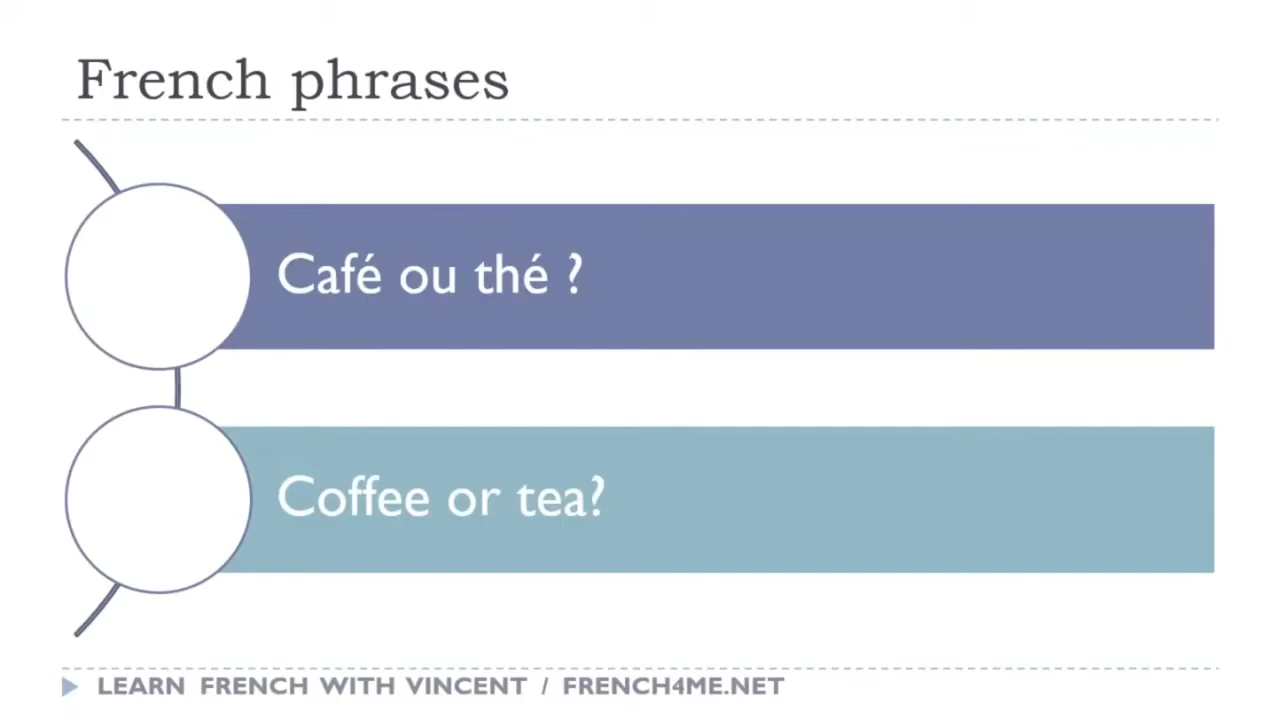 French phrases
Café ou thé ?
Coffee or tea?
LEARN FRENCH WITH VINCENT / FRENCH4ME.NET